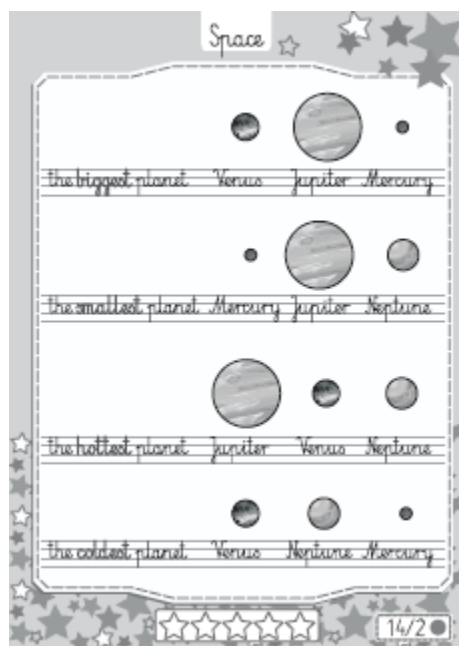 Space
the biggest planet Venus Jupiter Mercury
the smallest planet Mercury Jupiter Neptune
the hottest planet Jupiter Venus Neptune
the coldest planet Venus Neptune Mercury
14/2